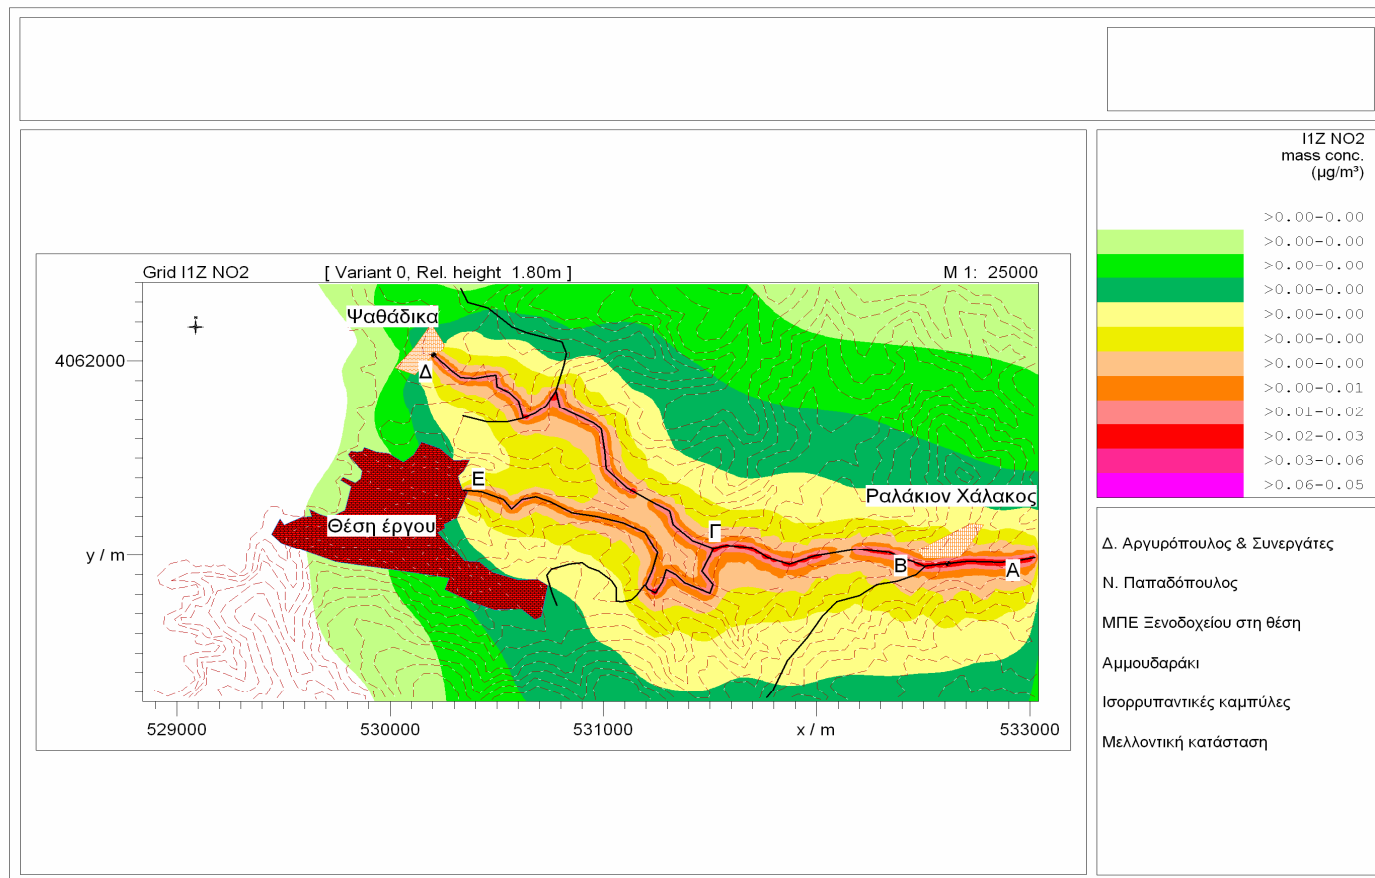 I1Z NO2
mass conc.
(µg/m³)
>0.00-0.00
>0.00-0.00
>0.00-0.00
>0.00-0.00
>0.00-0.00
>0.00-0.00
>0.00-0.00
>0.00-0.01
>0.01-0.02
>0.02-0.03
>0.03-0.06
>0.06-0.05
Grid I1Z NO2 [ Variant 0, Rel. height 1.80m ] M 1: 25000
Ψαθάδικα
4062000
Δ
Ε
Ραλάκιον Χάλακος
Θέση έργου
Γ
y / m
Β
Α
529000 530000 531000 x / m 533000
Δ. Αργυρόπουλος & Συνεργάτες
Ν. Παπαδόπουλος
ΜΠΕ Ξενοδοχείου στη θέση
Αμμουδαράκι
Ισορρυπαντικές καμπύλες
Μελλοντική κατάσταση